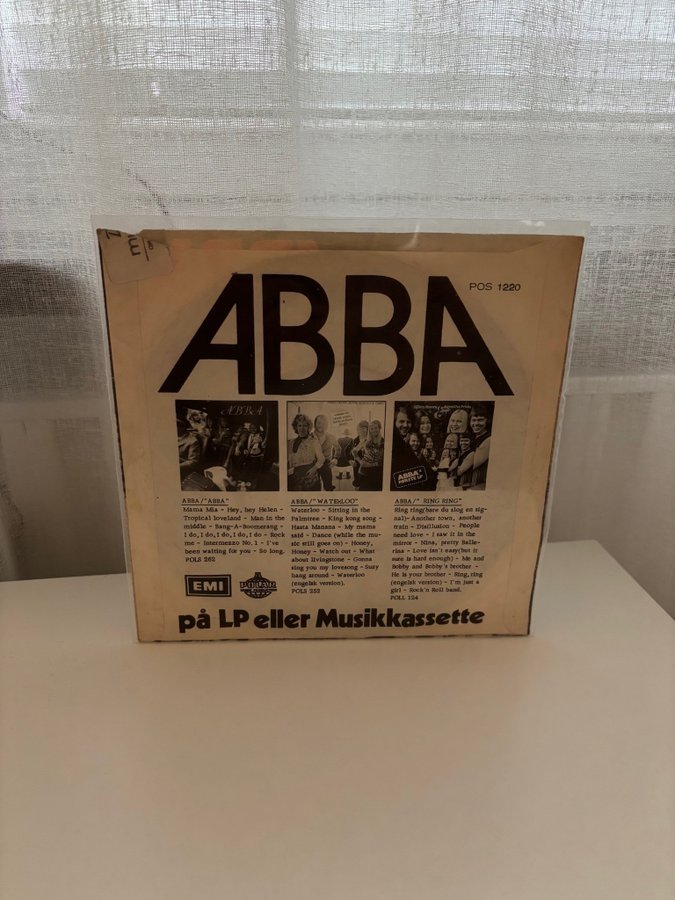 ABBA
POS 1220
ABBA
ABBA'S
FØRSTE LP
ABBA/"ABBA"
Mama Mia - Hey, hey Helen -
Tropical loveland - Man in the
middle - Bang-A-Boomerang -
I do, I do, I do, I do, I do - Rock
me - Intermezzo No. 1 - I've
been waiting for you - So long.
POLS 262
ABBA/"WATERLOO"
Waterloo - Sitting in the
Palmtree - King kong song -
Hasta Manana - My mama
said - Dance (while the mu-
sic still goes on) - Honey,
Honey - Watch out - What
about livingstone - Gonna
sing you my lovesong - Suzy
hang around - Waterloo
(engelsk version).
POLS 252
ABBA/" RING RING"
Ring ring(bare du slog en sig-
nal)- Another town, another
train - Disillusion - People
need love - I saw it in the
mirror - Nina, pretty Balle-
rina - Love isn't easy(but it
sure is hard enough) - Me and
Bobby and Bobby's brother -
He is your brother - Ring, ring
(engelsk version) - I'm just a
girl - Rock'n Roll band.
POLL 124
EMI
POLAR
på LP eller Musikkassette